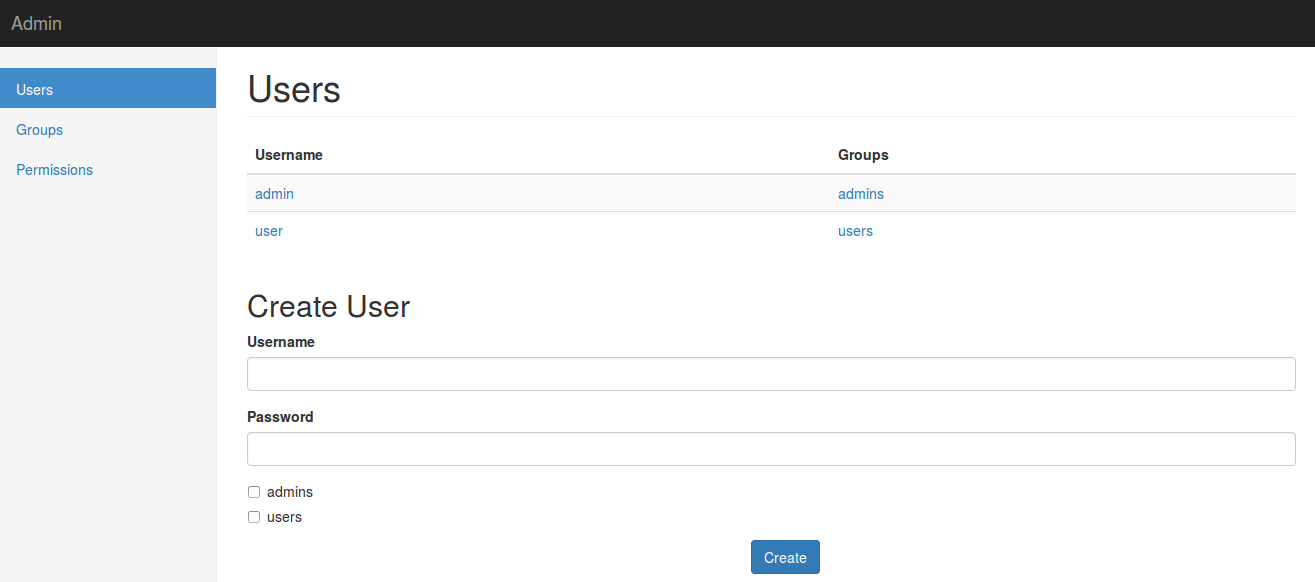 Admin
Users
Groups
Permissions
Users
Username Groups
admin admins
user users
Create User
Username
Password
admins
users
Create